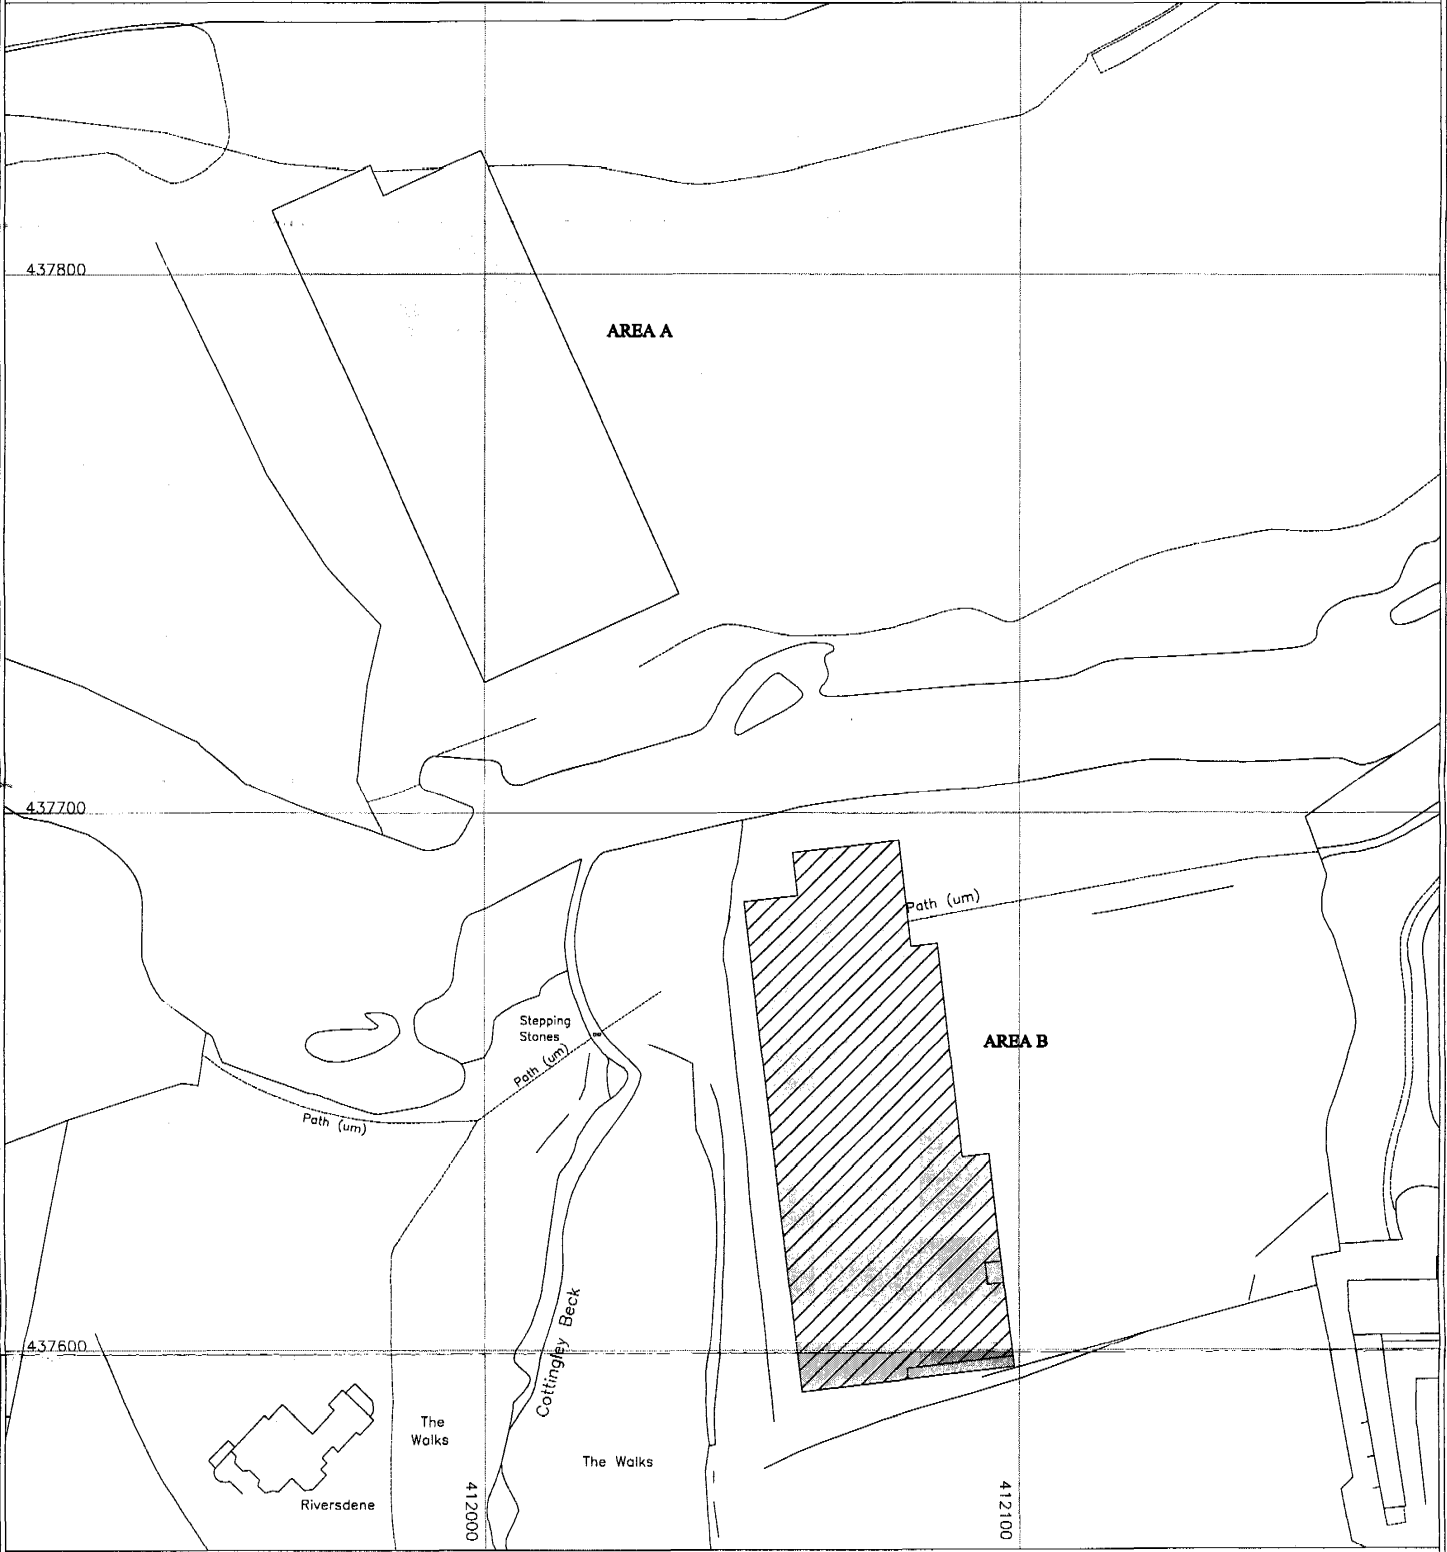 437800
AREA A
437700
Path (um)
Stepping
Stones
AREA B
Path (um)
Path (um)
437600
Cottingley Beck
The
Walks
The Walks
412000
412100
Riversdene